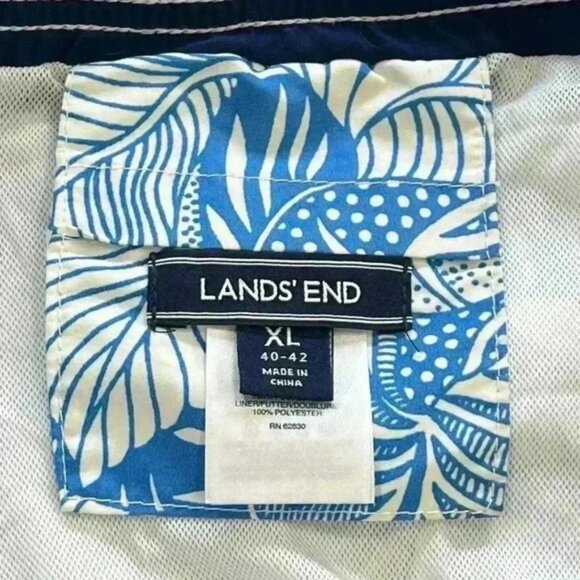 LANDS' END
XL
40-42
MADE IN
CHINA
LINER/FUTTER/DOUBLURE
100% POLYESTER
RN 62830